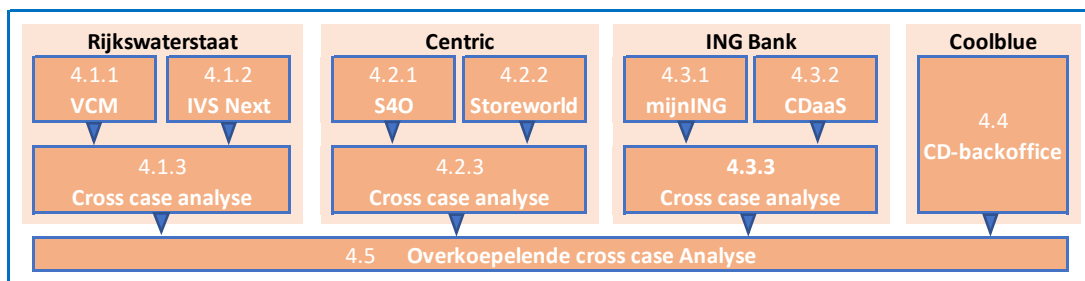 Rijkswaterstaat
4.1.1
VCM
4.1.2
IVS Next
4.1.3
Cross case analyse
Centric
4.2.1
S4O
4.2.2
Storeworld
4.2.3
Cross case analyse
ING Bank
4.3.1
mijnING
4.3.2
CDaaS
4.3.3
Cross case analyse
Coolblue
4.4
CD-backoffice
4.5 Overkoepelende cross case Analyse